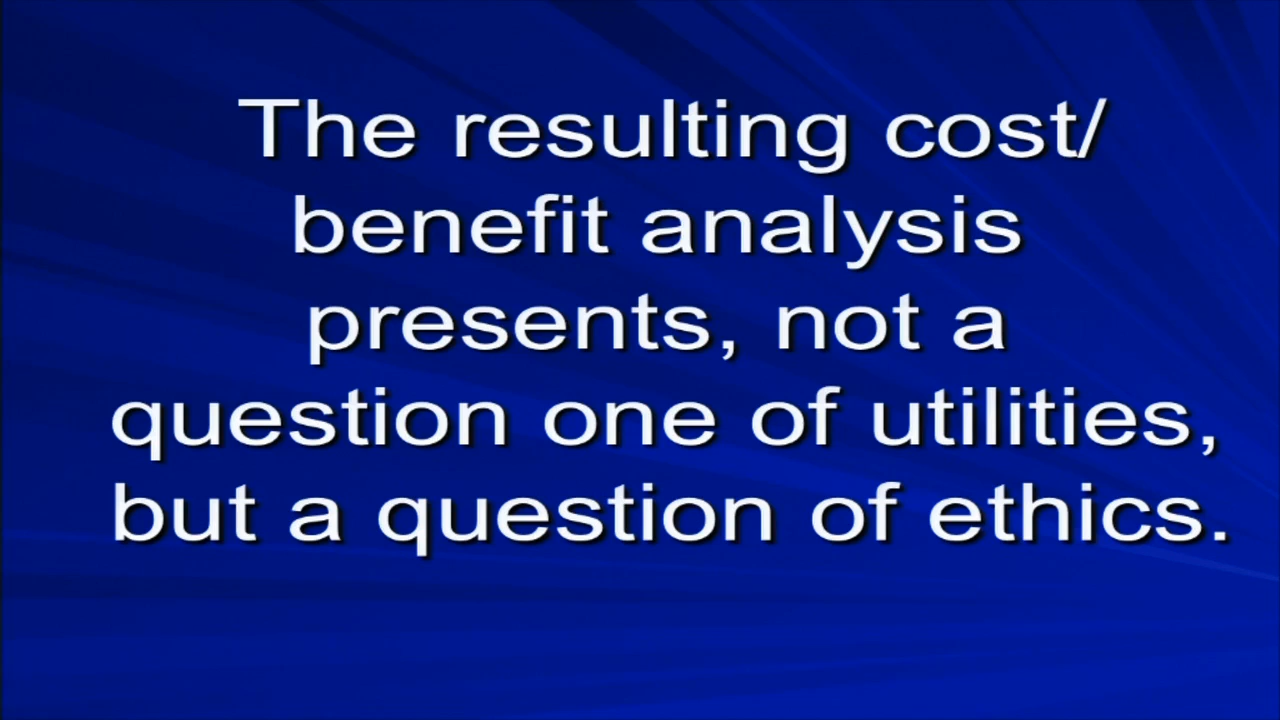 The resulting cost/
benefit analysis
presents, not a
question one of utilities,
but a question of ethics.